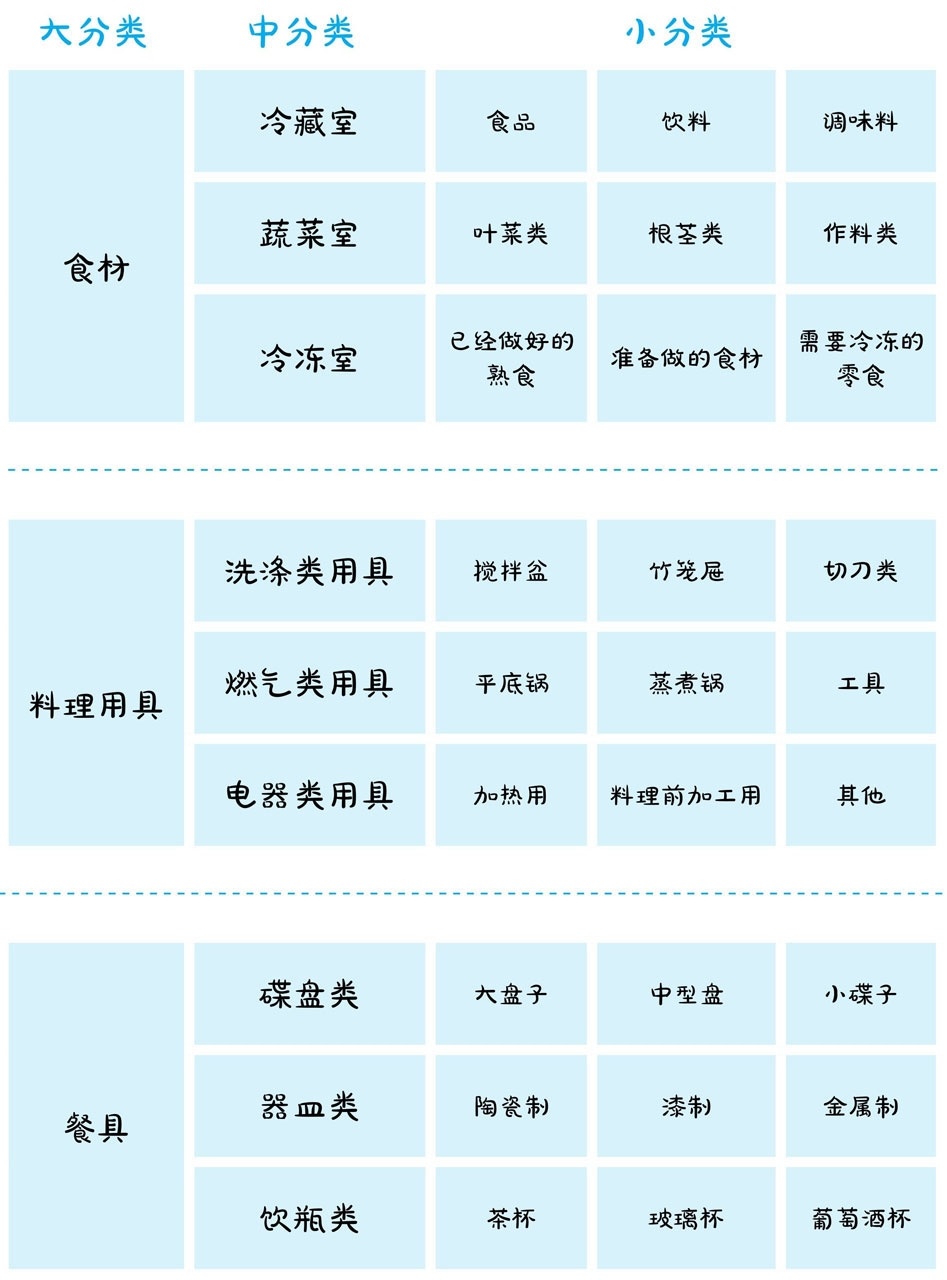 大分类 中分类 小分类
冷藏室 食品 饮料 调味料
蔬菜室 叶菜类 根茎类 作料类
食材
冷冻室 已经做好的熟食 准备做的食材 需要冷冻的零食
洗涤类用具 搅拌盆 竹笼屉 切刀类
燃气类用具 平底锅 蒸煮锅 工具
料理用具
电器类用具 加热用 料理前加工用 其他
碟盘类 大盘子 中型盘 小碟子
器皿类 陶瓷制 漆制 金属制
餐具
饮瓶类 茶杯 玻璃杯 葡萄酒杯